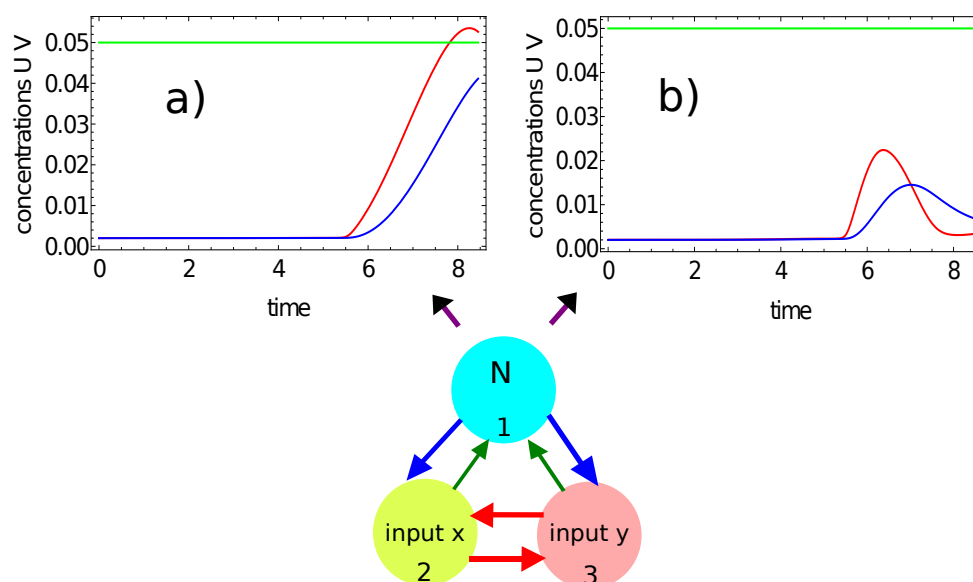 concentrations U V
0.05
0.04
0.03
0.02
0.01
0.00
a)
0 2 4 6 8
time
concentrations U V
0.05
0.04
0.03
0.02
0.01
0.00
b)
0 2 4 6 8
time
N
1
input x
2
input y
3